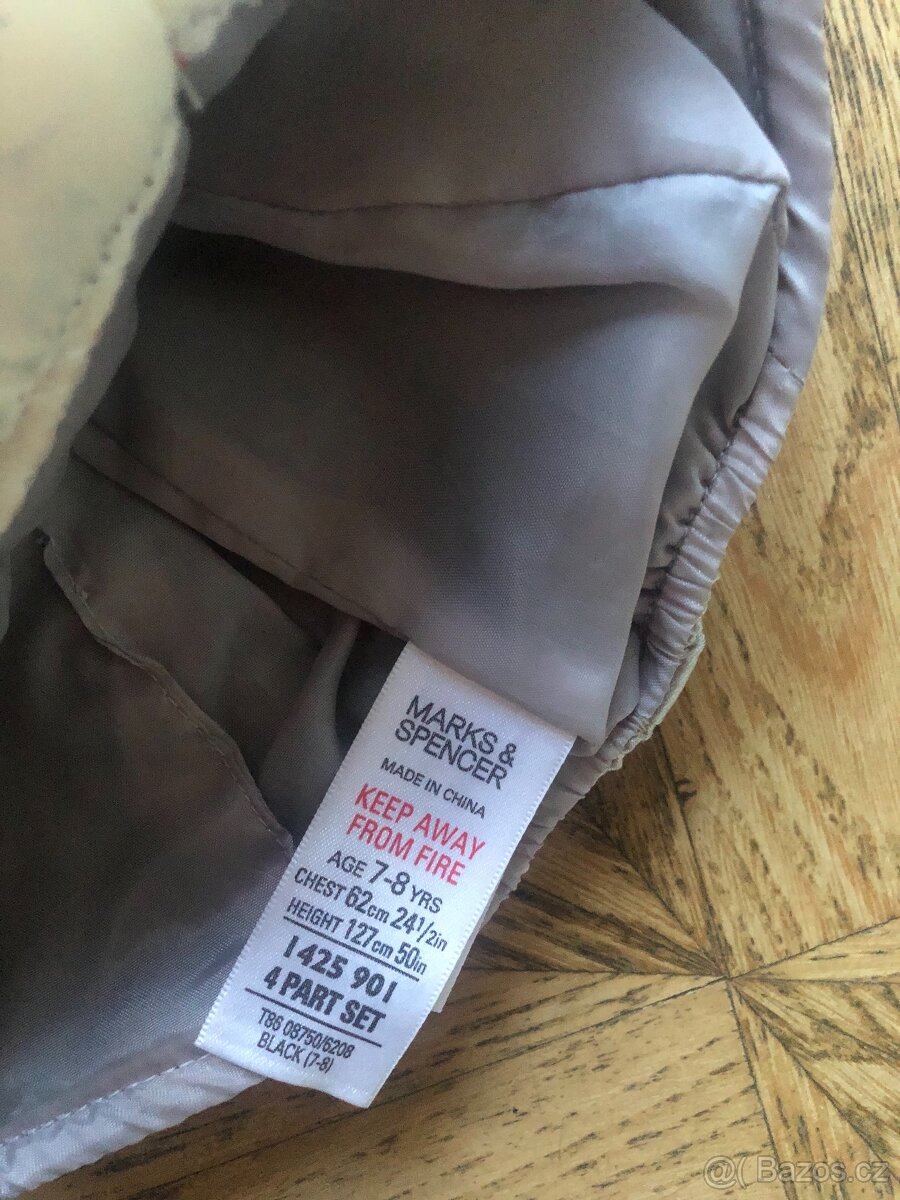 MARKS &
SPENCER
MADE IN CHINA
KEEP AWAY
FROM FIRE
AGE 7-8 YRS
CHEST 62cm 24½in
HEIGHT 127cm 50in
I 425 90 I
4 PART SET
T86 08750/6208
BLACK (7-8)
@( Bazos.cz